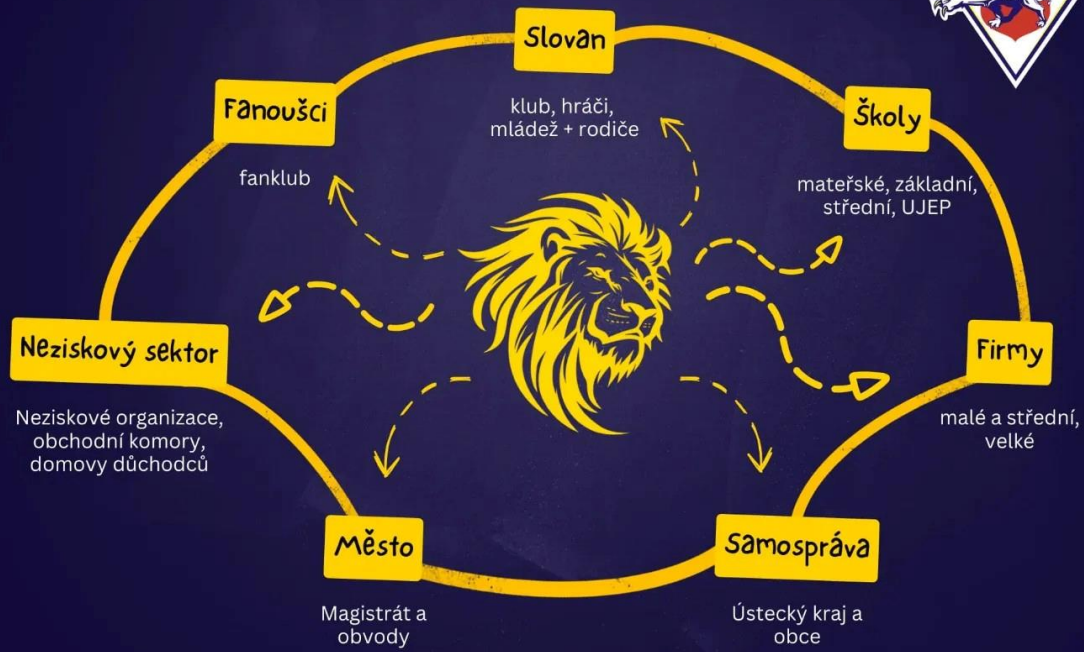 Slovan
klub, hráči,
mládež + rodiče
Fanoušci
fanklub
Školy
mateřské, základní,
střední, UJEP
Neziskový sektor
Neziskové organizace,
obchodní komory,
domovy důchodců
Firmy
malé a střední,
velké
Město
Magistrát a
obvody
Samospráva
Ústecký kraj a
obce